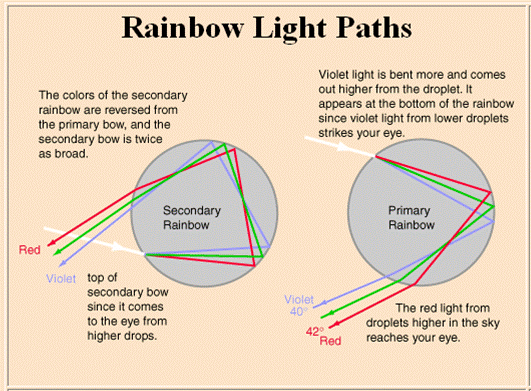 Rainbow Light Paths
The colors of the secondary
rainbow are reversed from
the primary bow, and the
secondary bow is twice
as broad.
Violet light is bent more and comes
out higher from the droplet. It
appears at the bottom of the rainbow
since violet light from lower droplets
strikes your eye.
Secondary
Rainbow
Primary
Rainbow
Red
Violet
top of
secondary bow
since it comes
to the eye from
higher drops.
Violet
40°
42°
Red
The red light from
droplets higher in the sky
reaches your eye.